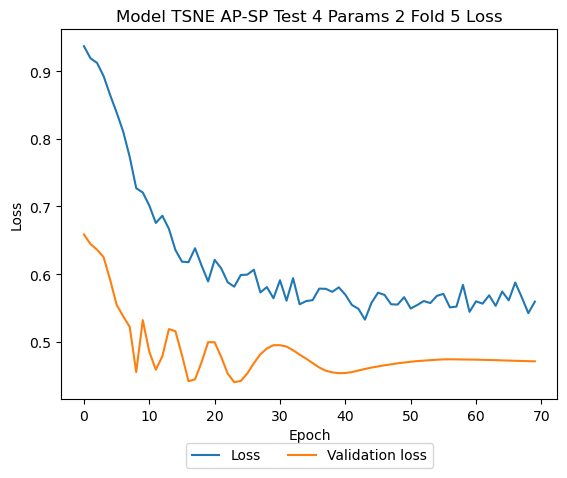 Model TSNE AP-SP Test 4 Params 2 Fold 5 Loss
0.9
0.8
0.7
0.6
0.5
Loss
0 10 20 30 40 50 60 70
Epoch
Loss Validation loss